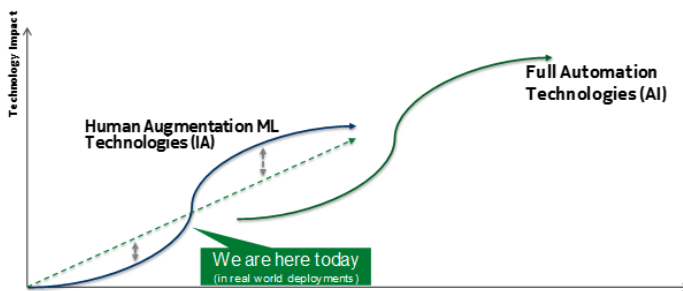 Technology Impact
Human Augmentation ML
Technologies (IA)
Full Automation
Technologies (AI)
We are here today
(in real world deployments)